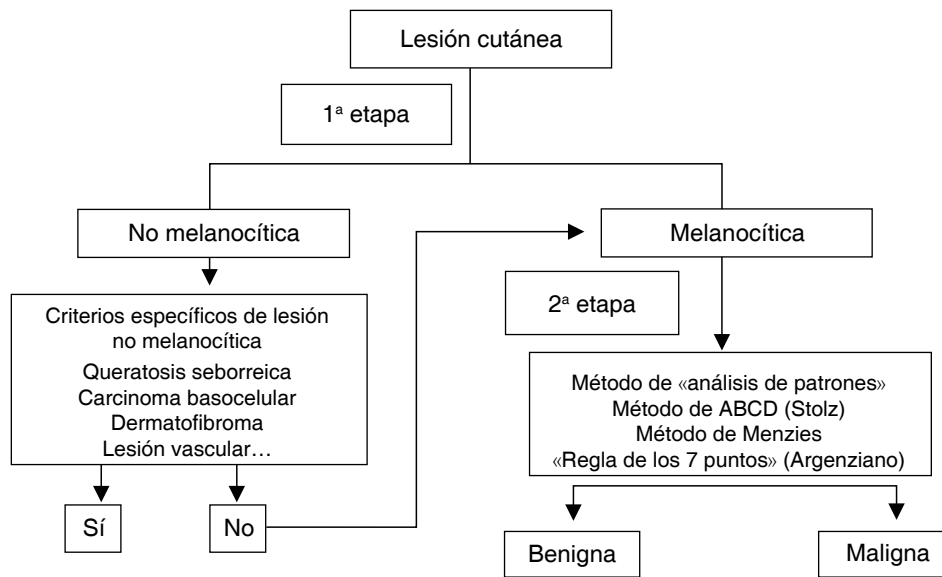 Lesión cutánea
1ª etapa
No melanocítica
Melanocítica
Criterios específicos de lesión
no melanocítica
Queratosis seborreica
Carcinoma basocelular
Dermatofibroma
Lesión vascular…
Sí
No
2ª etapa
Método de «análisis de patrones»
Método de ABCD (Stolz)
Método de Menzies
«Regla de los 7 puntos» (Argenziano)
Benigna
Maligna